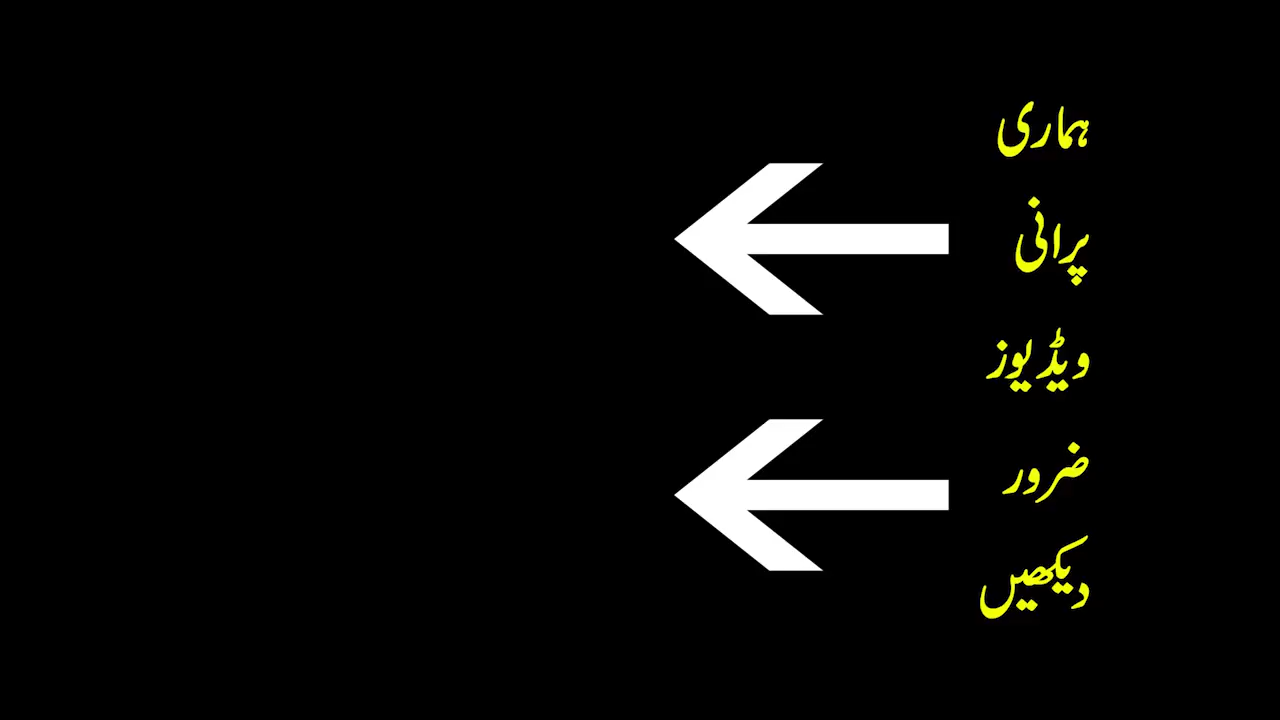 ہماری
پرانی
ویڈیوز
ضرور
دیکھیں